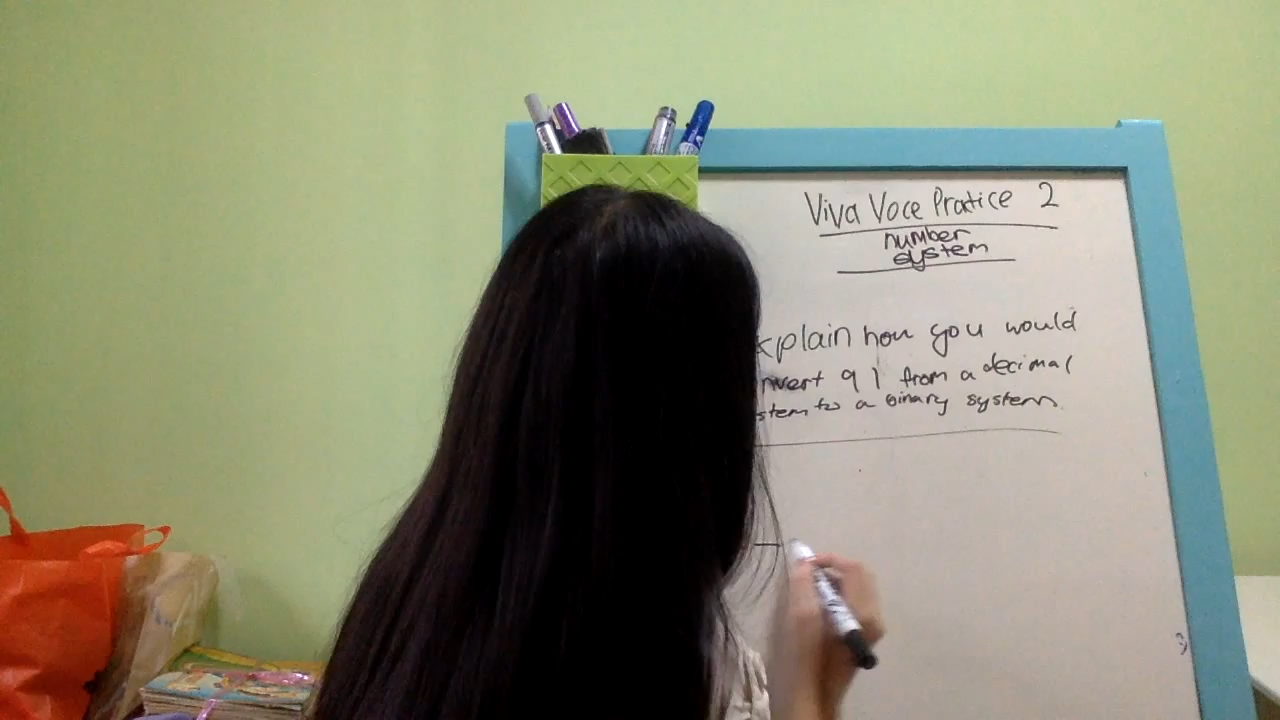 Viva Voce Pratice 2
number
system
xplain how you would
nvert 91 from a decimal
stem to a binary system